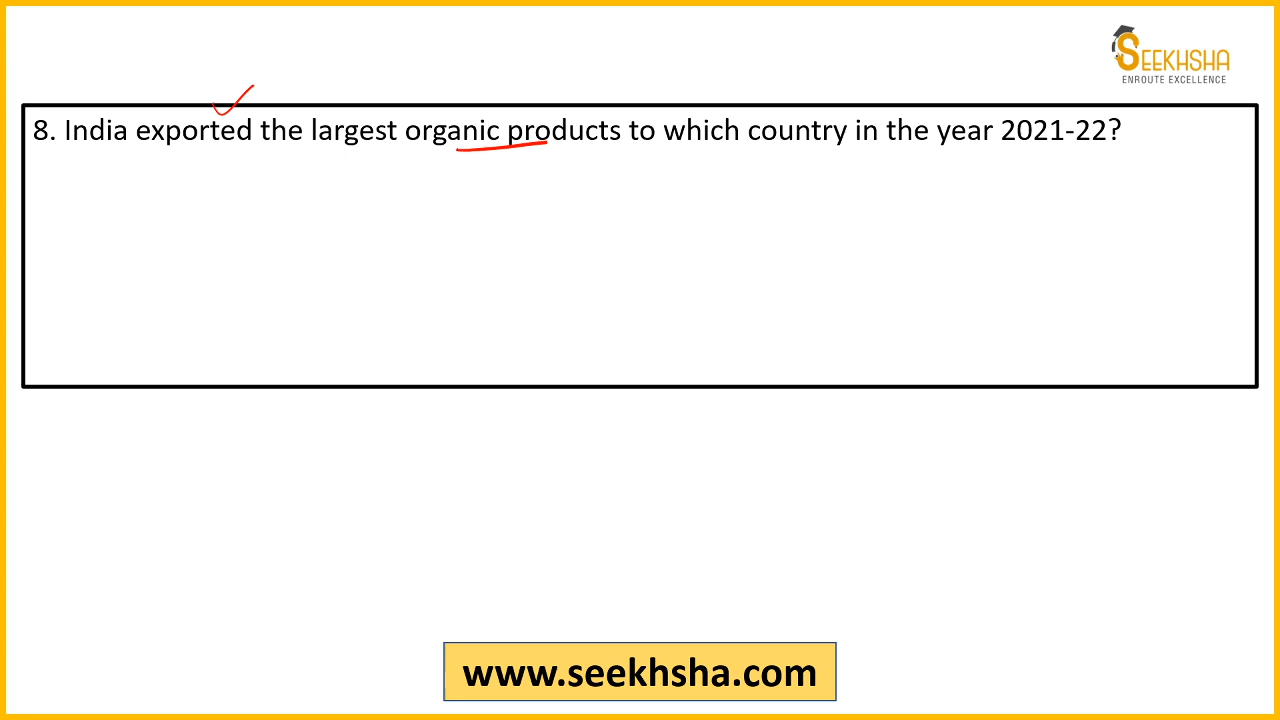 SEEKHSHA
ENROUTE EXCELLENCE
8. India exported the largest organic products to which country in the year 2021-22?
www.seekhsha.com